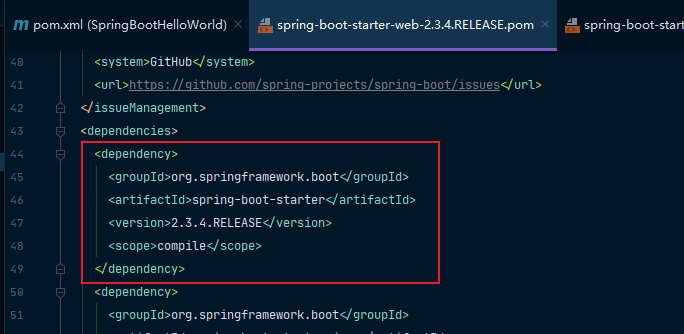 m pom.xml (SpringBootHelloWorld) spring-boot-starter-web-2.3.4.RELEASE.pom spring-boot-start
40 <system>GitHub</system>
41 <url>https://github.com/spring-projects/spring-boot/issues</url>
42 </issueManagement>
43 <dependencies>
44 <dependency>
45 <groupId>org.springframework.boot</groupId>
46 <artifactId>spring-boot-starter</artifactId>
47 <version>2.3.4.RELEASE</version>
48 <scope>compile</scope>
49 </dependency>
50 <dependency>
51 <groupId>org.springframework.boot</groupId>